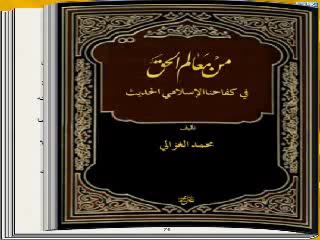 من معالم الحق
في كفاحنا الإسلامي الحديث
تأليف
محمد الغزالي